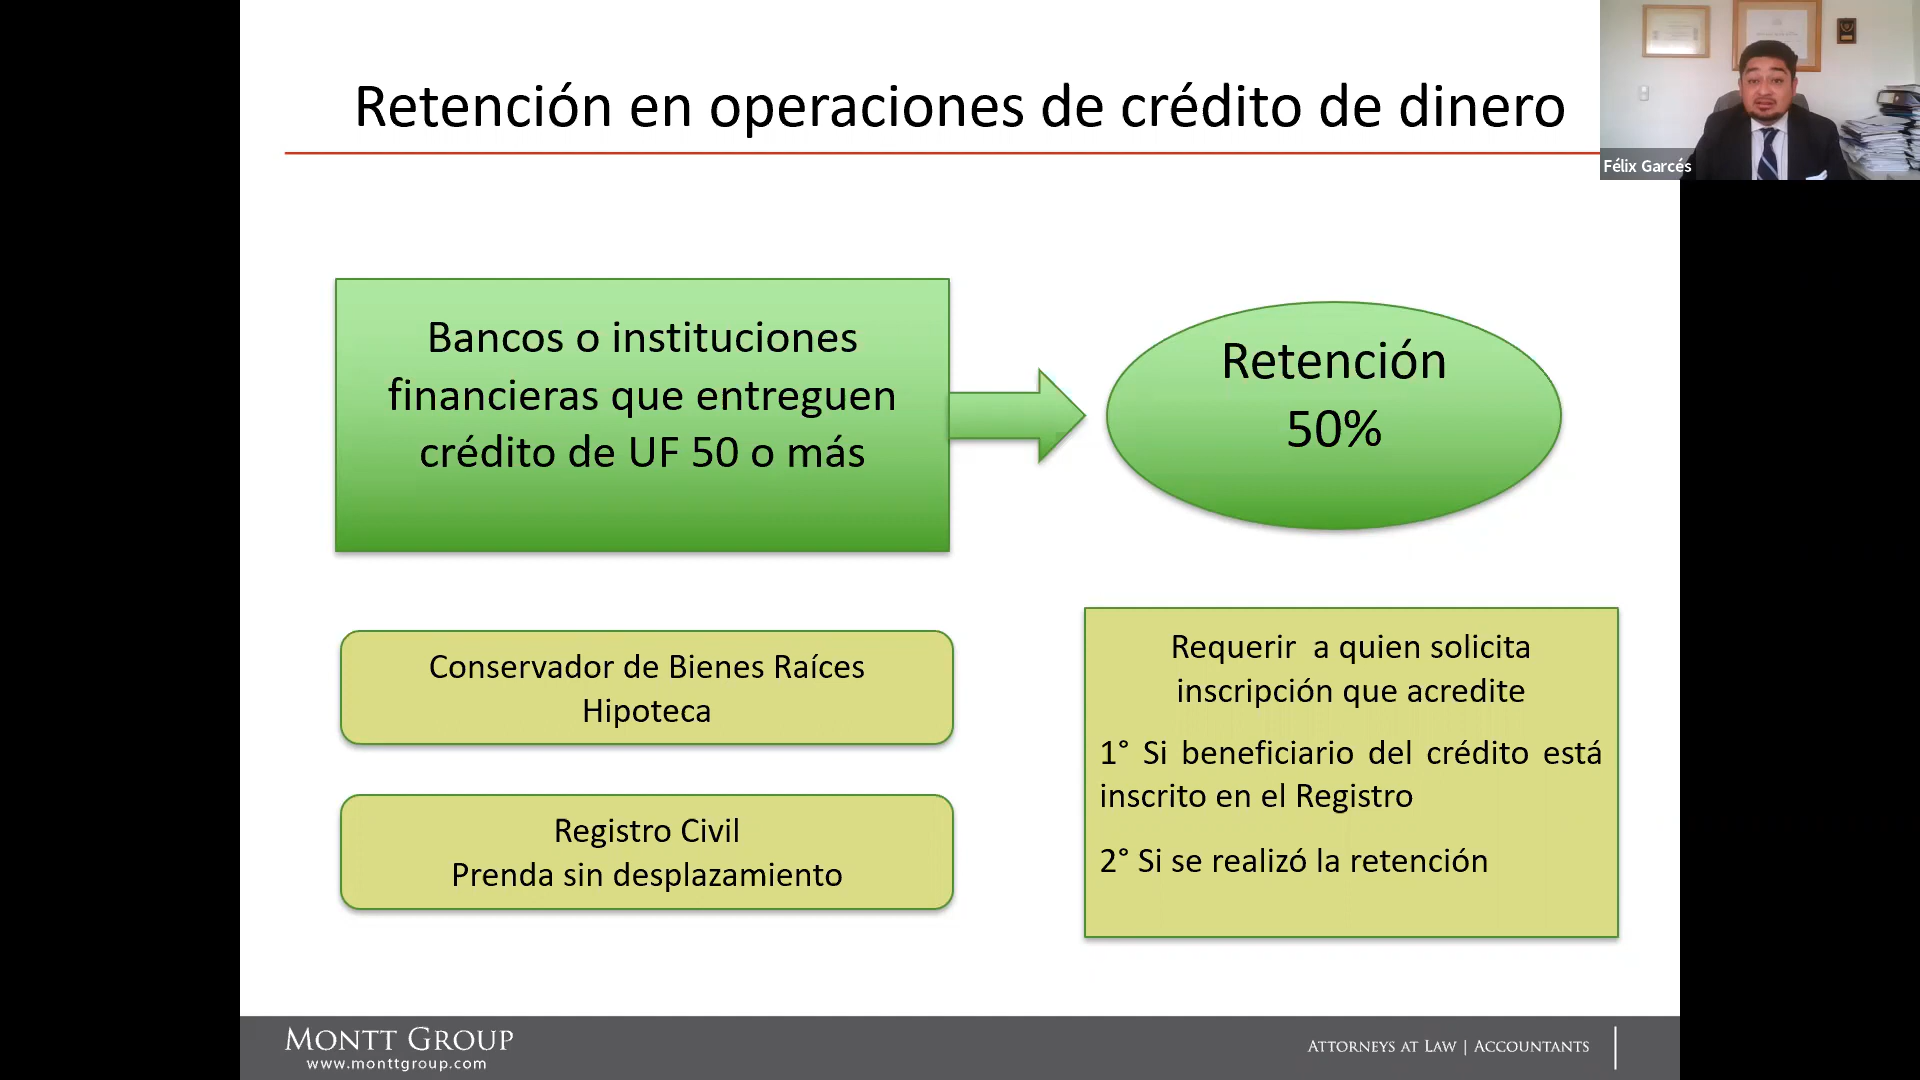 Retención en operaciones de crédito de dinero
Félix Garcés
Bancos o instituciones
financieras que entreguen
crédito de UF 50 o más
Retención
50%
Conservador de Bienes Raíces
Hipoteca
Registro Civil
Prenda sin desplazamiento
Requerir a quien solicita
inscripción que acredite
1° Si beneficiario del crédito está
inscrito en el Registro
2° Si se realizó la retención
MONTT GROUP
www.monttgroup.com
ATTORNEYS AT LAW | ACCOUNTANTS